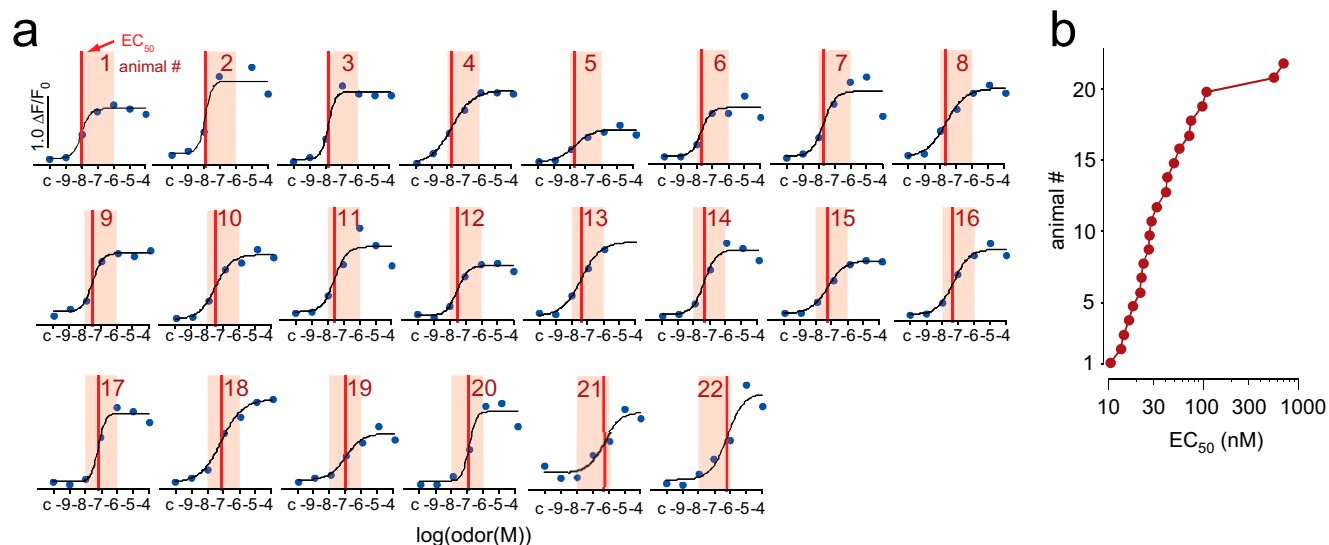 a
EC50
animal #
1.0 ΔF/F0
1 2 3 4 5 6 7 8
c -9-8-7-6-5-4 c -9-8-7-6-5-4 c -9-8-7-6-5-4 c -9-8-7-6-5-4 c -9-8-7-6-5-4 c -9-8-7-6-5-4 c -9-8-7-6-5-4 c -9-8-7-6-5-4
9 10 11 12 13 14 15 16
c -9-8-7-6-5-4 c -9-8-7-6-5-4 c -9-8-7-6-5-4 c -9-8-7-6-5-4 c -9-8-7-6-5-4 c -9-8-7-6-5-4 c -9-8-7-6-5-4 c -9-8-7-6-5-4
17 18 19 20 21 22
c -9-8-7-6-5-4 c -9-8-7-6-5-4 c -9-8-7-6-5-4 c -9-8-7-6-5-4 c -9-8-7-6-5-4 c -9-8-7-6-5-4
log(odor(M))
b
animal #
20
15
10
5
1
10 30 100 300 1000
EC50 (nM)